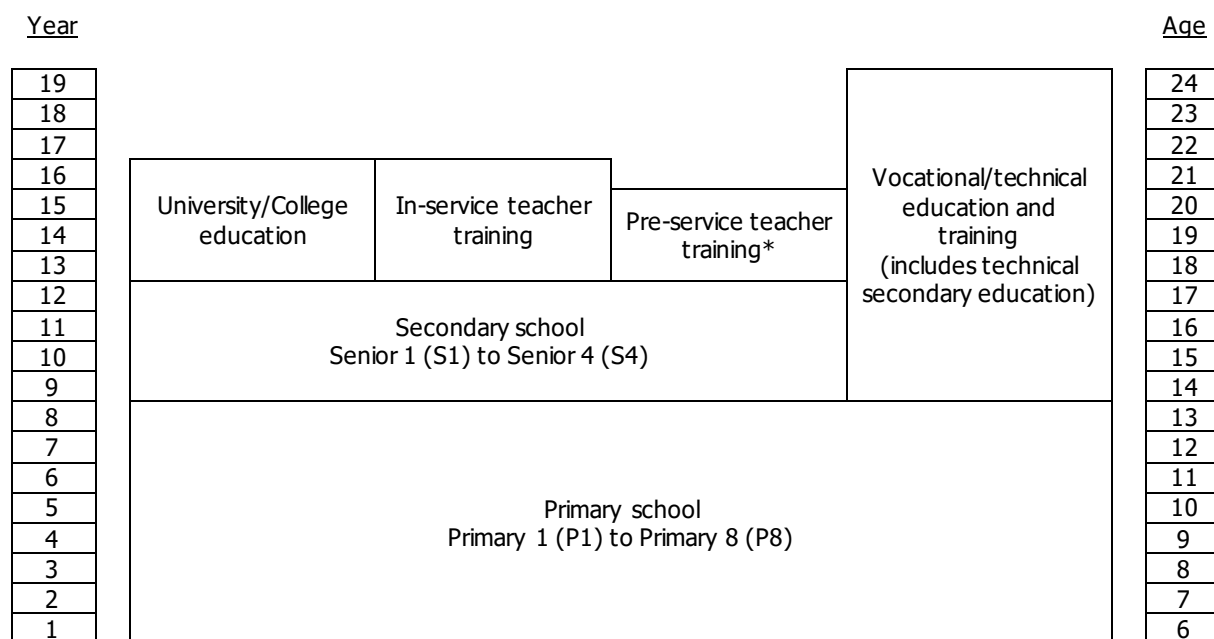 Year
Age
19
24
18
23
17
22
16
21
15
20
14
19
13
18
12
17
11
16
10
15
9
14
8
13
7
12
6
11
5
10
4
9
3
8
2
7
1
6
University/College
education
In-service teacher
training
Pre-service teacher
training*
Vocational/technical
education and
training
(includes technical
secondary education)
Secondary school
Senior 1 (S1) to Senior 4 (S4)
Primary school
Primary 1 (P1) to Primary 8 (P8)